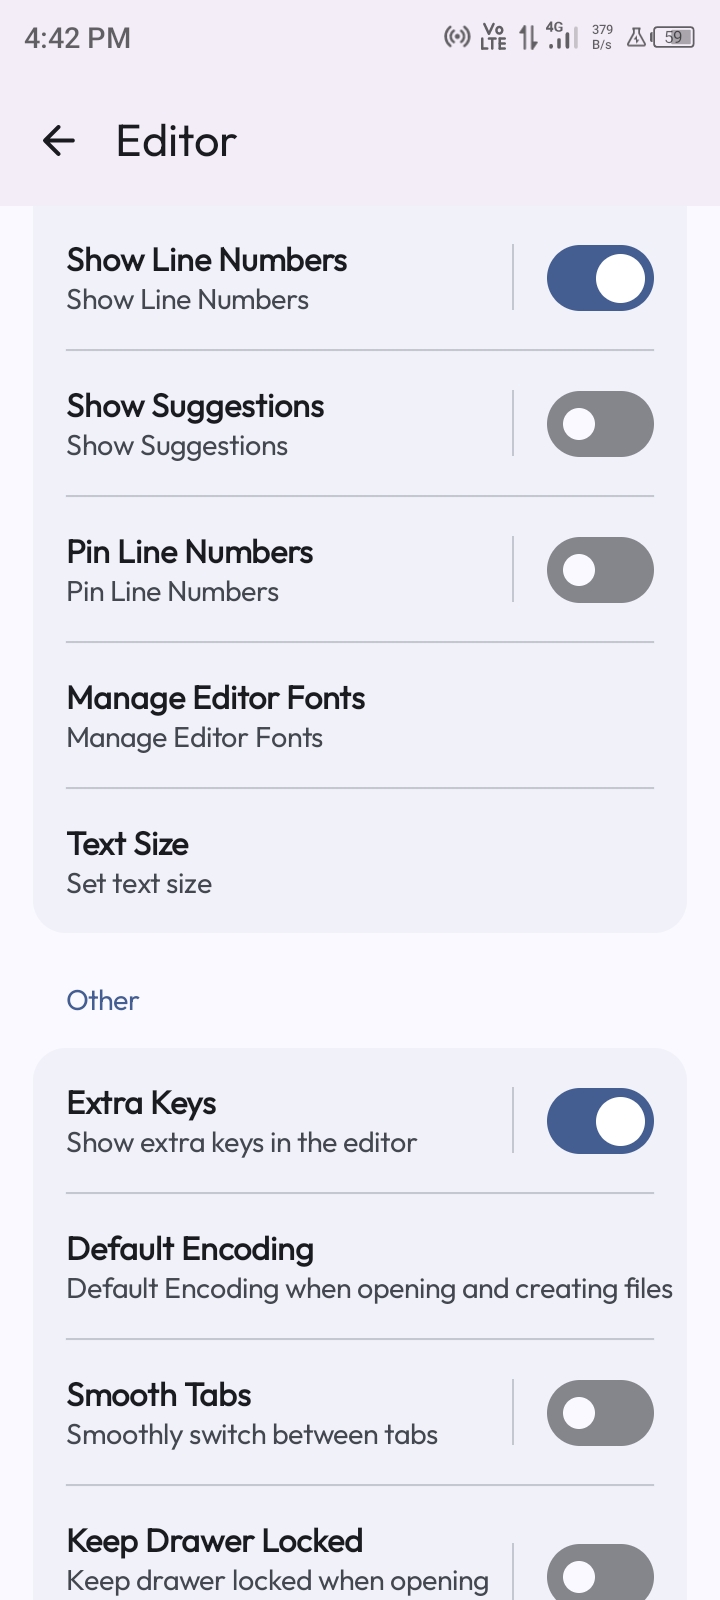 4:42 PM
Vo
LTE
4G
379
B/s
59
Editor
Show Line Numbers
Show Line Numbers
Show Suggestions
Show Suggestions
Pin Line Numbers
Pin Line Numbers
Manage Editor Fonts
Manage Editor Fonts
Text Size
Set text size
Other
Extra Keys
Show extra keys in the editor
Default Encoding
Default Encoding when opening and creating files
Smooth Tabs
Smoothly switch between tabs
Keep Drawer Locked
Keep drawer locked when opening